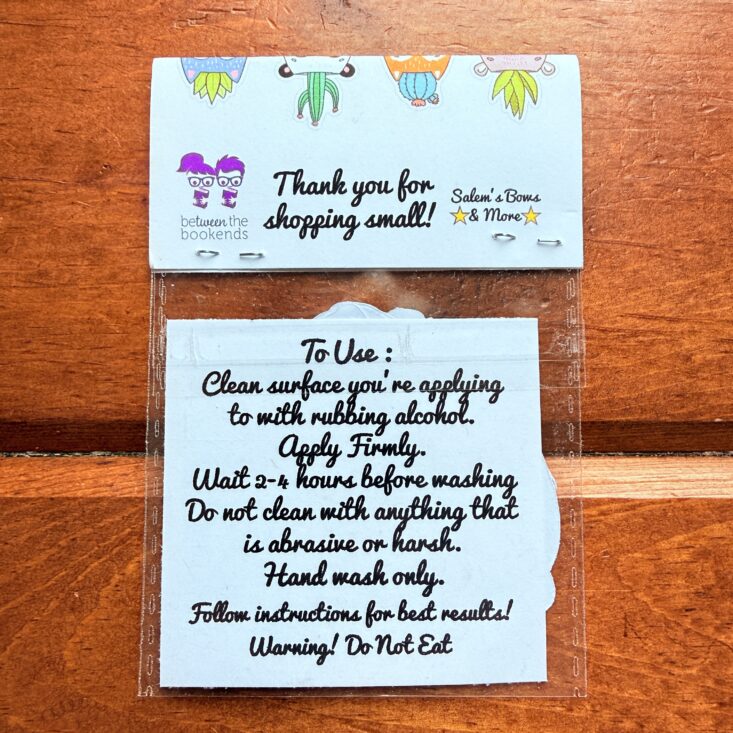 between the
bookends
Thank you for
shopping small!
Salem's Bows
& More
To Use :
Clean surface you're applying
to with rubbing alcohol.
Apply Firmly.
Wait 2-4 hours before washing
Do not clean with anything that
is abrasive or harsh.
Hand wash only.
Follow instructions for best results!
Warning! Do Not Eat